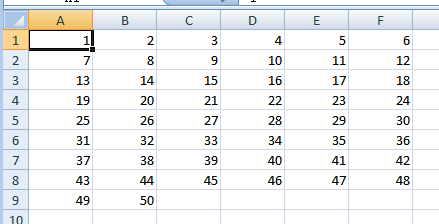 A B C D E F
1 1 2 3 4 5 6
2 7 8 9 10 11 12
3 13 14 15 16 17 18
4 19 20 21 22 23 24
5 25 26 27 28 29 30
6 31 32 33 34 35 36
7 37 38 39 40 41 42
8 43 44 45 46 47 48
9 49 50
10